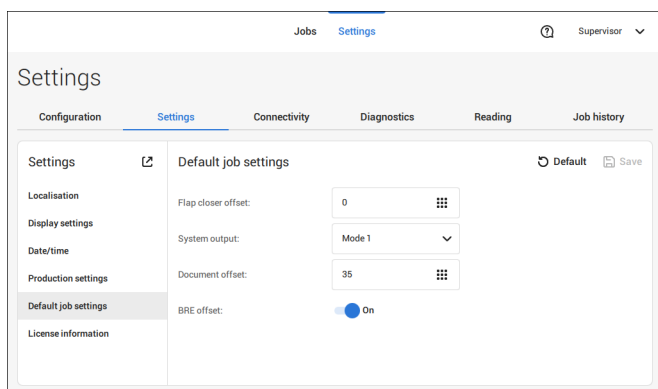 Jobs Settings Supervisor
Settings
Configuration Settings Connectivity Diagnostics Reading Job history
Settings
Localisation
Display settings
Date/time
Production settings
Default job settings
License information
Default job settings Default Save
Flap closer offset: 0
System output: Mode 1
Document offset: 35
BRE offset: On